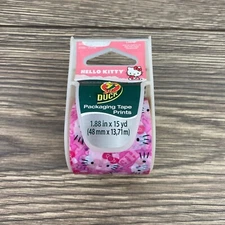 HELLO KITTY
DUCK
Packaging Tape
Prints
1.88 in x 15 yd
(48 mm x 13,71m)